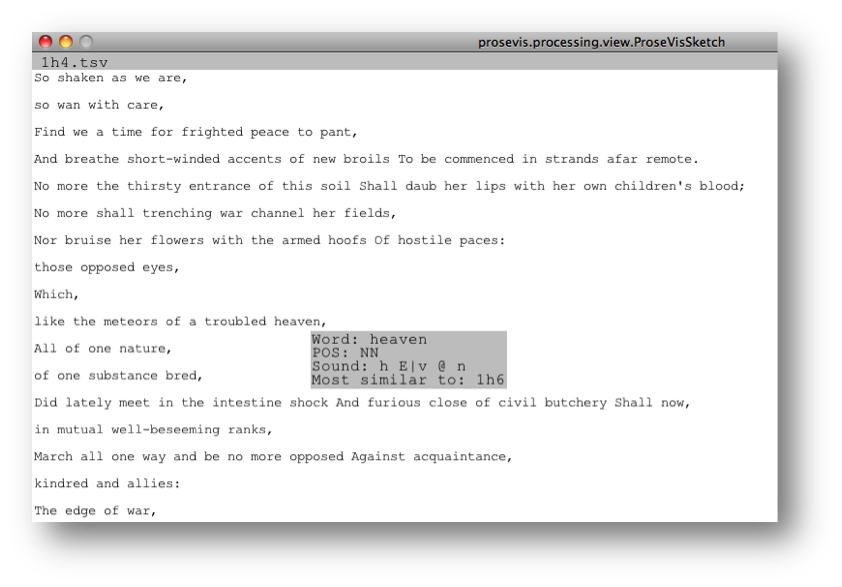 prosevis.processing.view.ProseVisSketch
1h4.tsv
So shaken as we are,
so wan with care,
Find we a time for frighted peace to pant,
And breathe short-winded accents of new broils To be commenced in strands afar remote.
No more the thirsty entrance of this soil Shall daub her lips with her own children's blood;
No more shall trenching war channel her fields,
Nor bruise her flowers with the armed hoofs Of hostile paces:
those opposed eyes,
Which,
like the meteors of a troubled heaven,
Word: heaven
POS: NN
Sound: h E|v @ n
Most similar to: 1h6
All of one nature,
of one substance bred,
Did lately meet in the intestine shock And furious close of civil butchery Shall now,
in mutual well-beseeming ranks,
March all one way and be no more opposed Against acquaintance,
kindred and allies:
The edge of war,